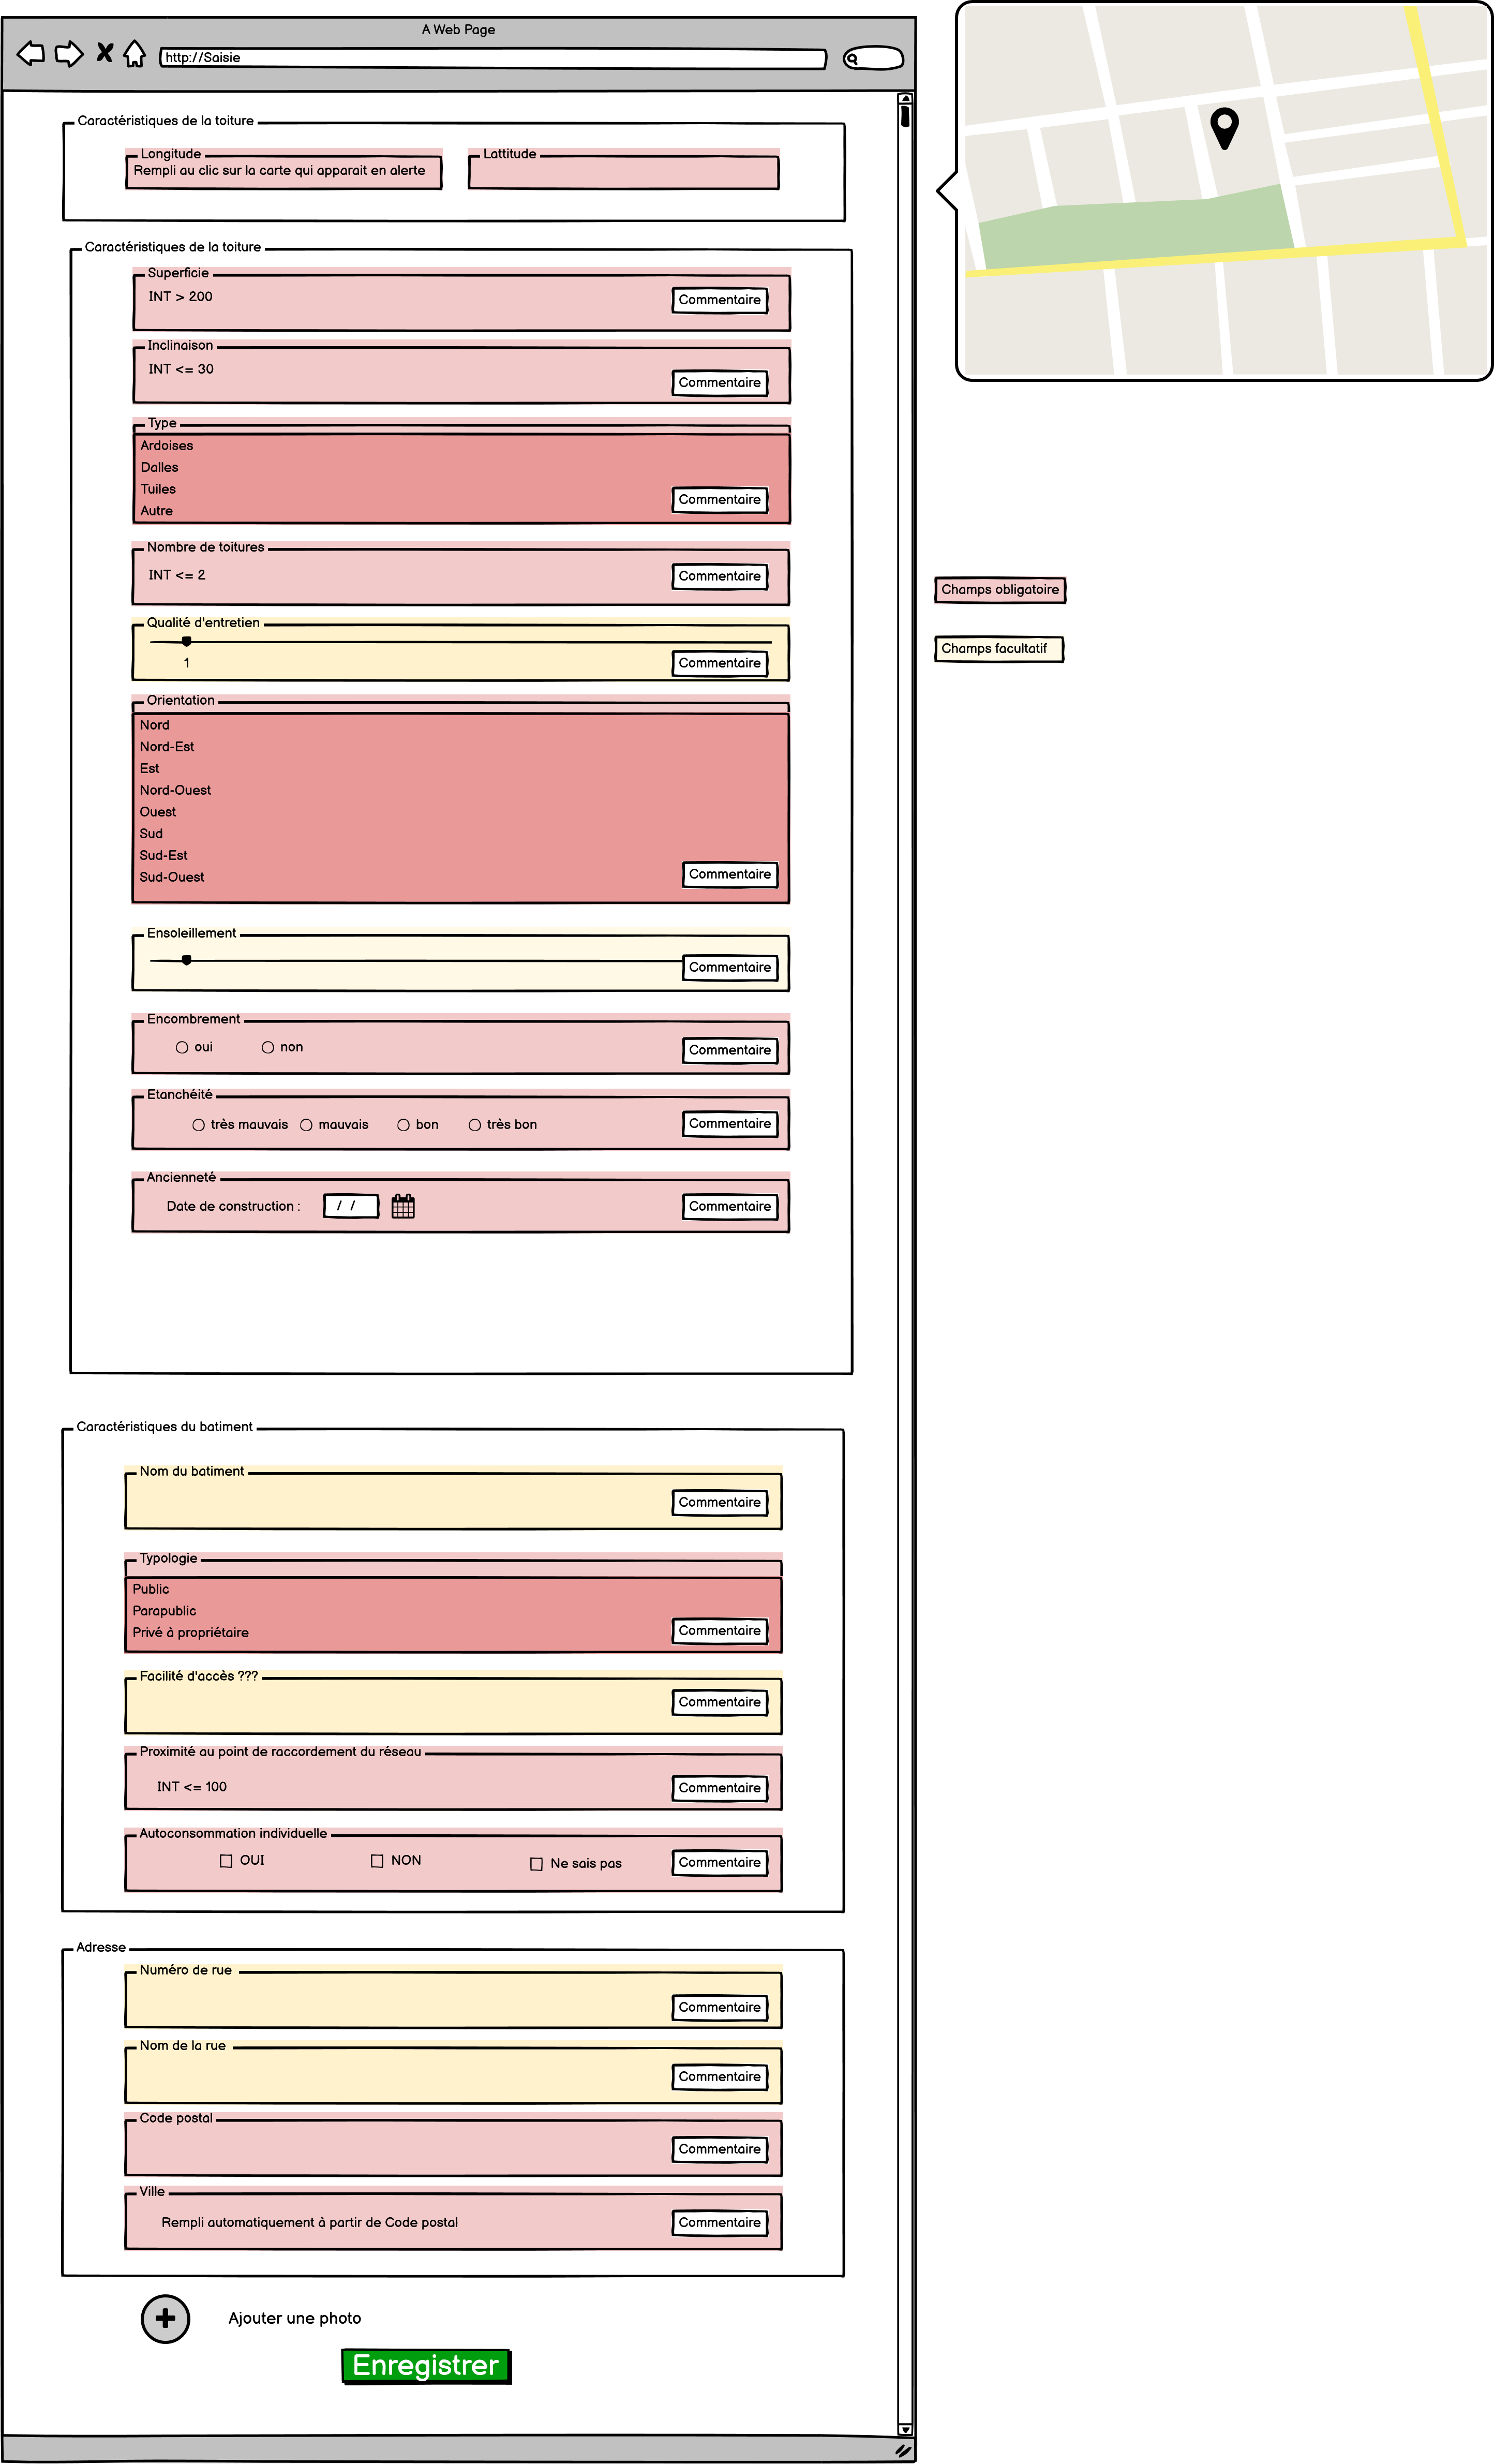 A Web Page
http://Saisie
Caractéristiques de la toiture
Longitude
Rempli au clic sur la carte qui apparait en alerte
Lattitude
Caractéristiques de la toiture
Superficie
INT > 200
Commentaire
Inclinaison
INT <= 30
Commentaire
Type
Ardoises
Dalles
Tuiles
Autre
Commentaire
Nombre de toitures
INT <= 2
Commentaire
Champs obligatoire
Qualité d'entretien
1
Commentaire
Champs facultatif
Orientation
Nord
Nord-Est
Est
Nord-Ouest
Ouest
Sud
Sud-Est
Sud-Ouest
Commentaire
Ensoleillement
Commentaire
Encombrement
oui non
Commentaire
Etanchéité
très mauvais mauvais bon très bon
Commentaire
Ancienneté
Date de construction : / /
Commentaire
Caractéristiques du batiment
Nom du batiment
Commentaire
Typologie
Public
Parapublic
Privé à propriétaire
Commentaire
Facilité d'accès ???
Commentaire
Proximité au point de raccordement du réseau
INT <= 100
Commentaire
Autoconsommation individuelle
OUI NON Ne sais pas
Commentaire
Adresse
Numéro de rue
Commentaire
Nom de la rue
Commentaire
Code postal
Commentaire
Ville
Rempli automatiquement à partir de Code postal
Commentaire
Ajouter une photo
Enregistrer